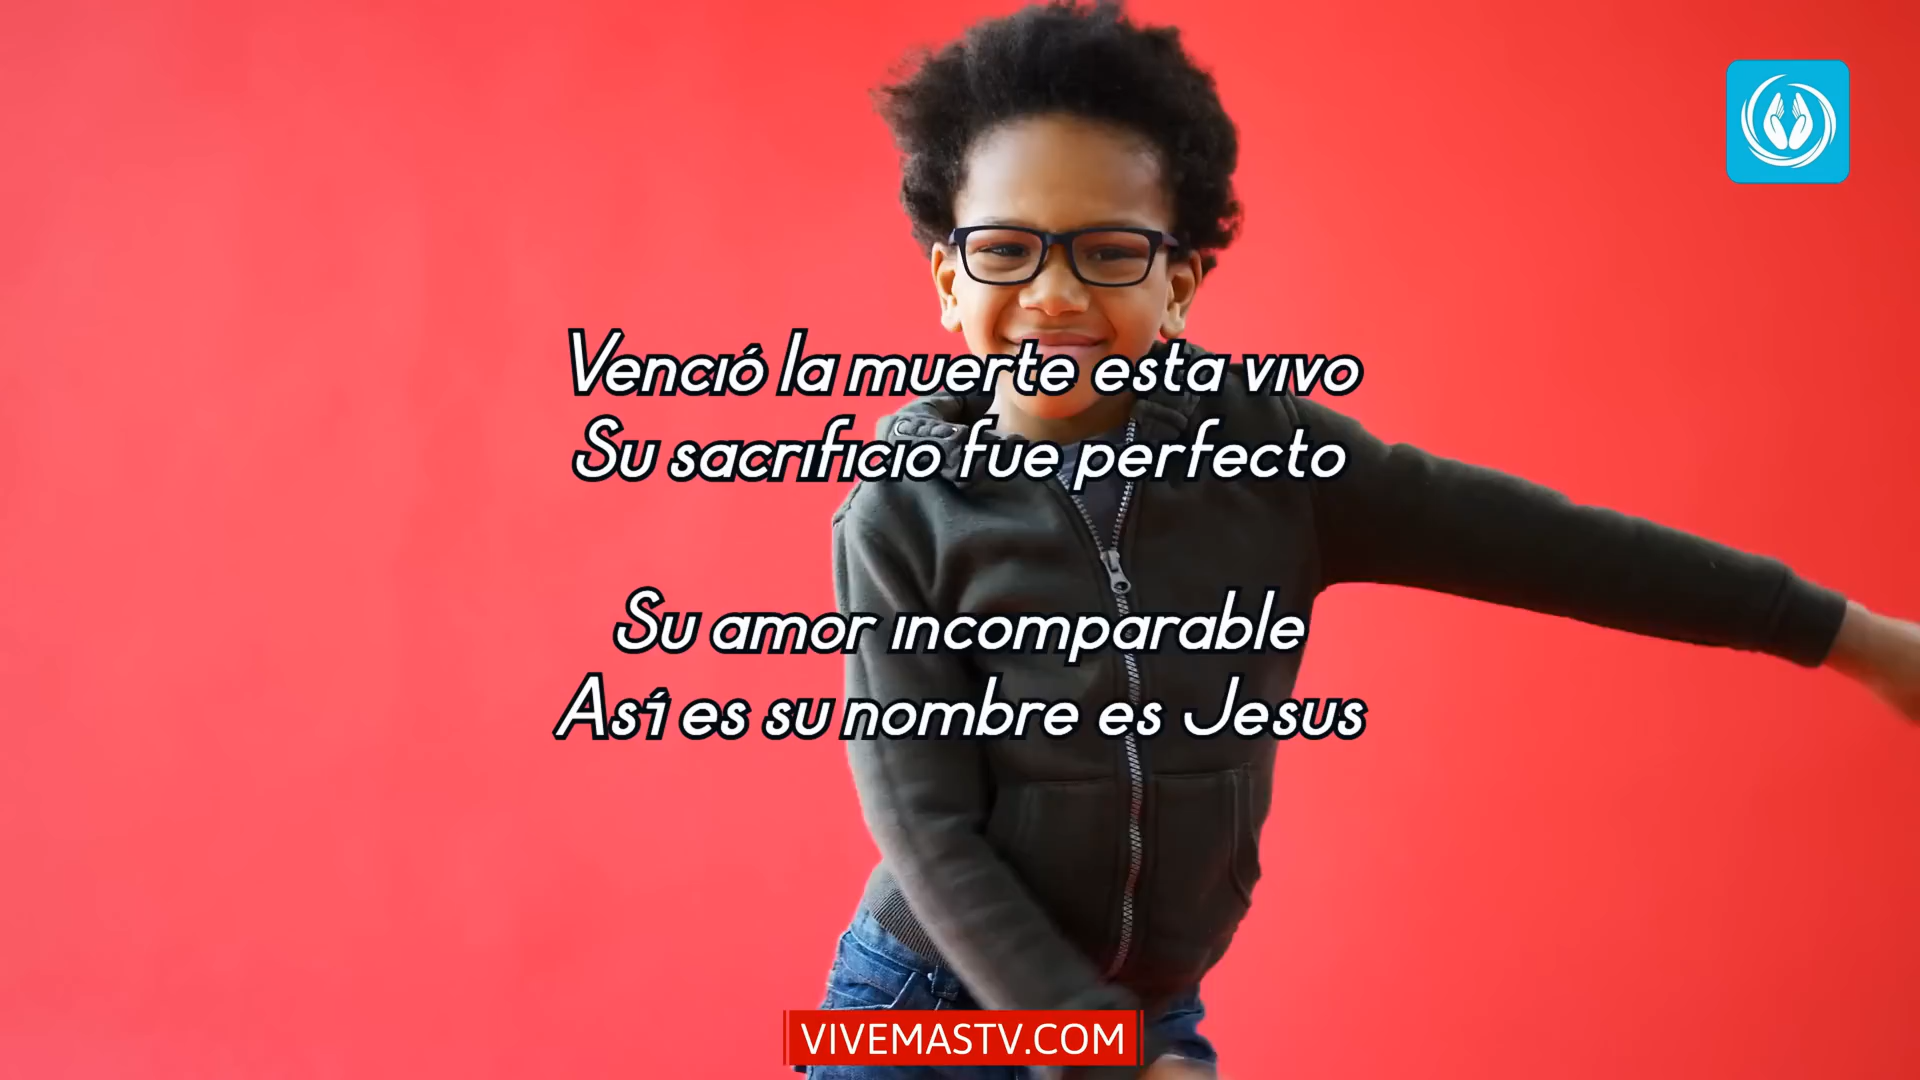 Venció la muerte esta vivo
Su sacrificio fue perfecto
Su amor incomparable
Así es su nombre es Jesus
VIVEMASTV.COM